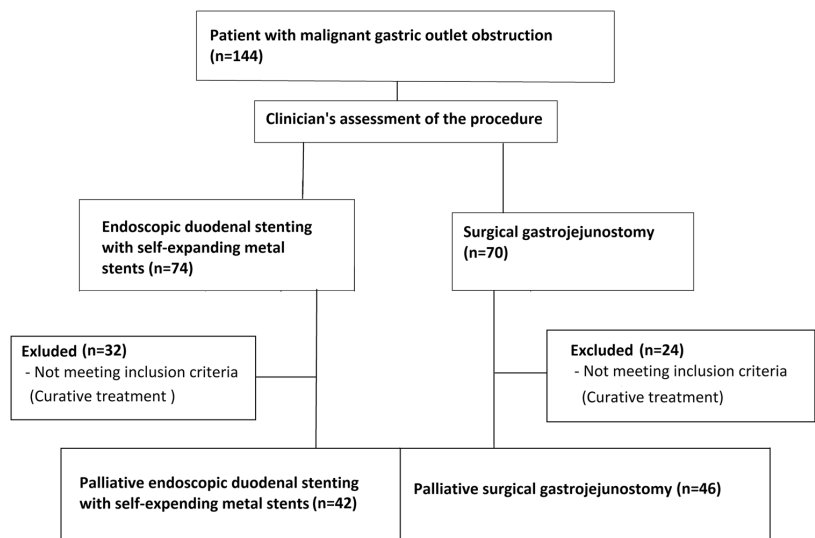 Patient with malignant gastric outlet obstruction
(n=144)
Clinician's assessment of the procedure
Endoscopic duodenal stenting
with self-expanding metal
stents (n=74)
Surgical gastrojejunostomy
(n=70)
Exluded (n=32)
- Not meeting inclusion criteria
(Curative treatment )
Excluded (n=24)
- Not meeting inclusion criteria
(Curative treatment)
Palliative endoscopic duodenal stenting
with self-expending metal stents (n=42)
Palliative surgical gastrojejunostomy (n=46)